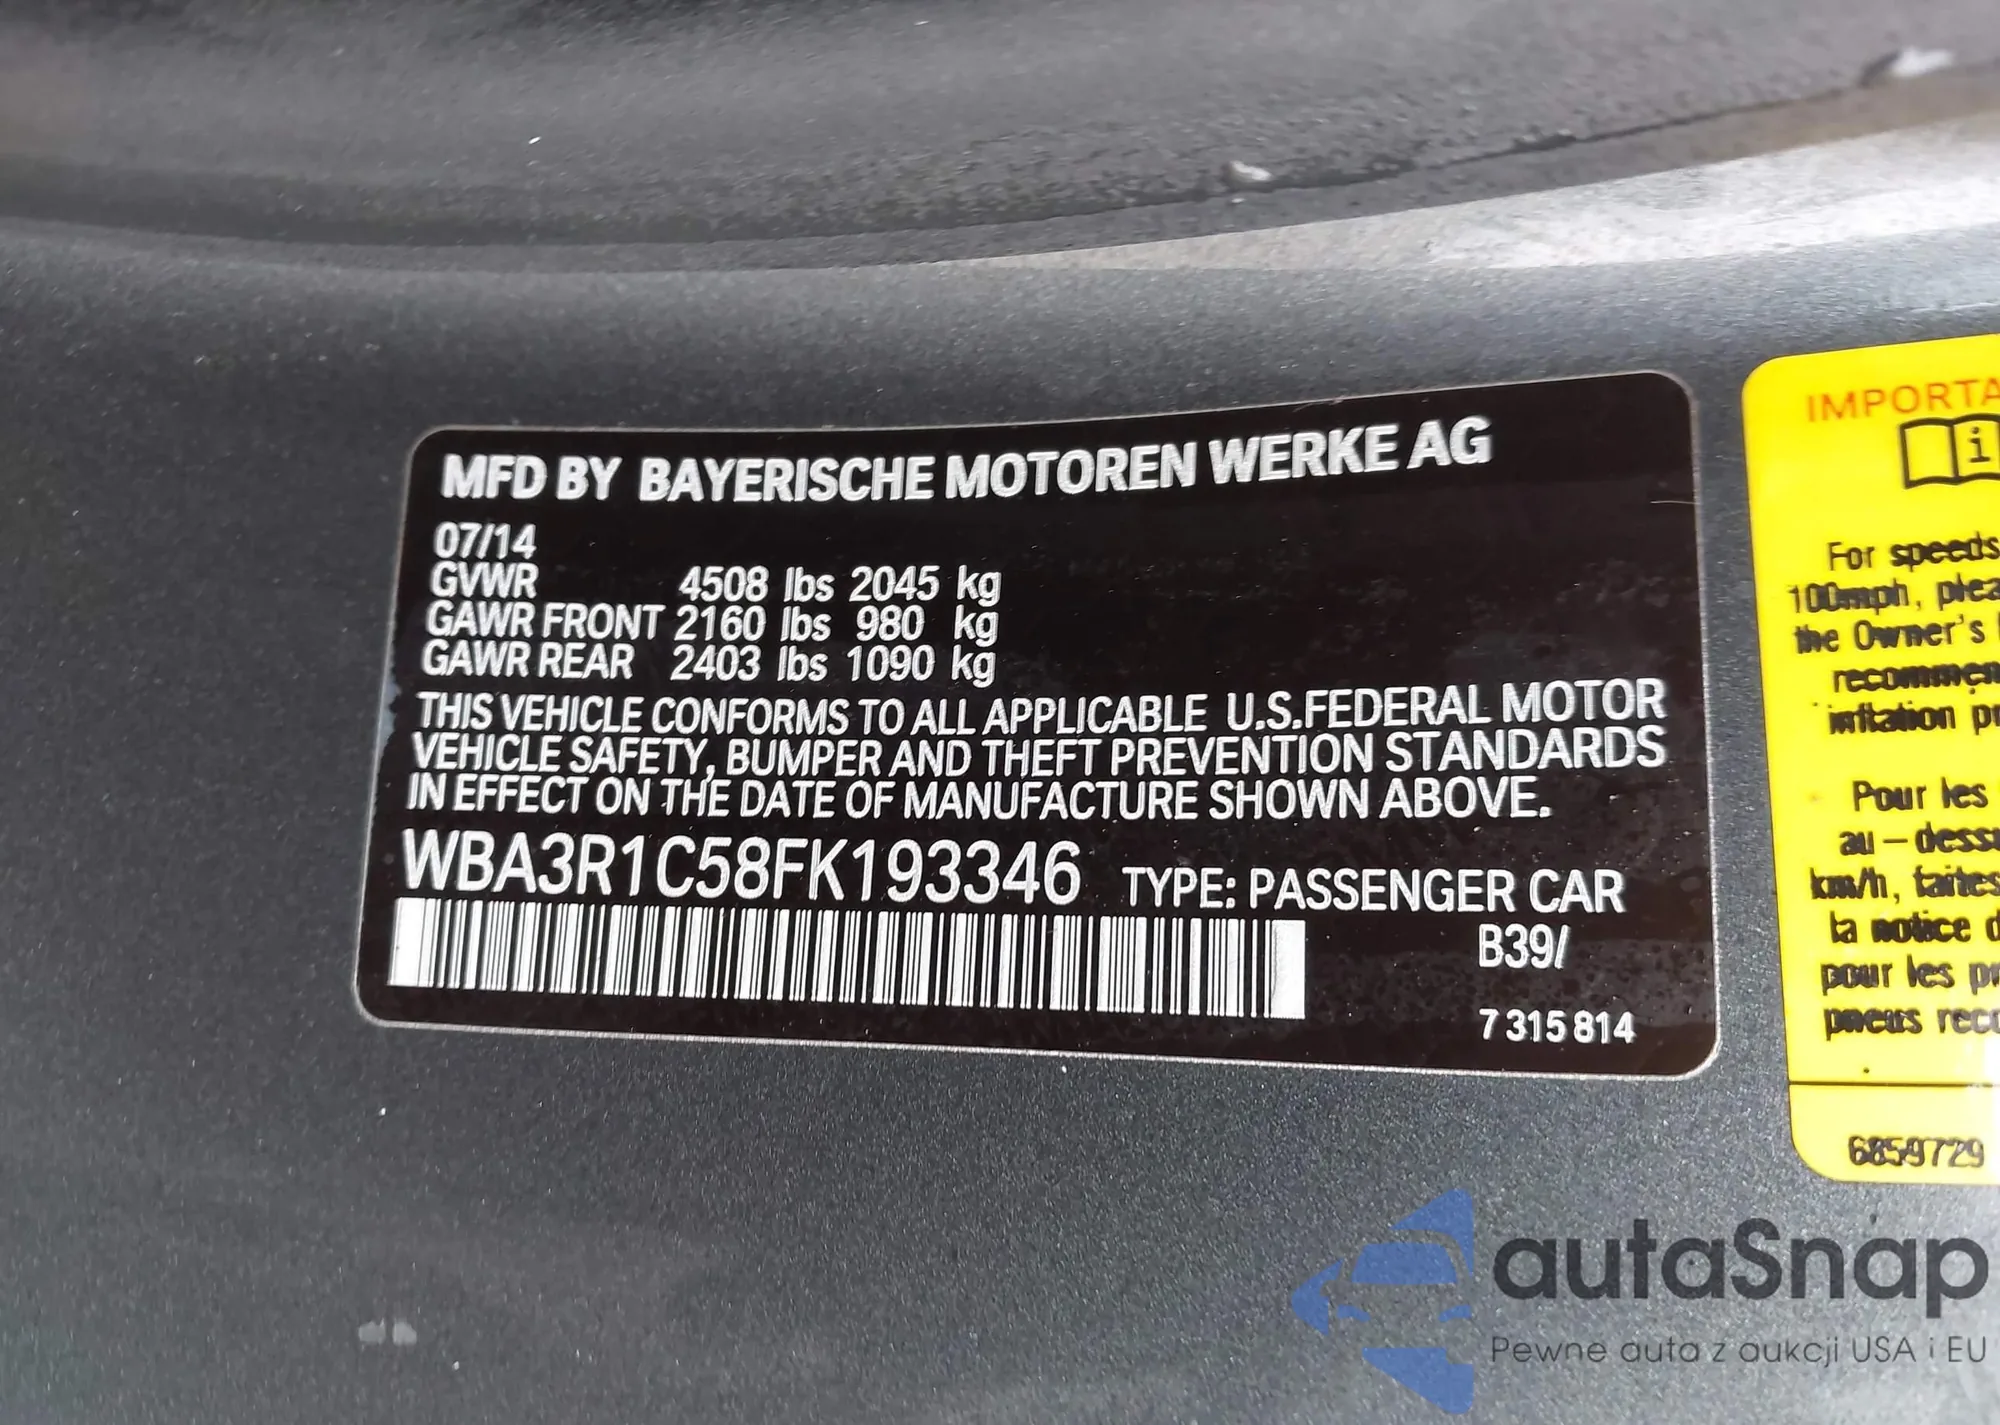 MFD BY BAYERISCHE MOTOREN WERKE AG
07/14
GVWR 4508 lbs 2045 kg
GAWR FRONT 2160 lbs 980 kg
GAWR REAR 2403 lbs 1090 kg
THIS VEHICLE CONFORMS TO ALL APPLICABLE U.S.FEDERAL MOTOR
VEHICLE SAFETY, BUMPER AND THEFT PREVENTION STANDARDS
IN EFFECT ON THE DATE OF MANUFACTURE SHOWN ABOVE.
WBA3R1C58FK193346 TYPE: PASSENGER CAR
B39/
7 315 814
IMPORTA
i
For speeds
100mph, plea
the Owner's
recommen
inflation pr
Pour les
au-dessu
km/h, faites
la notice d
pour les pr
pneus reco
6859729
autaSnap
Pewne auta z aukcji USA i EU